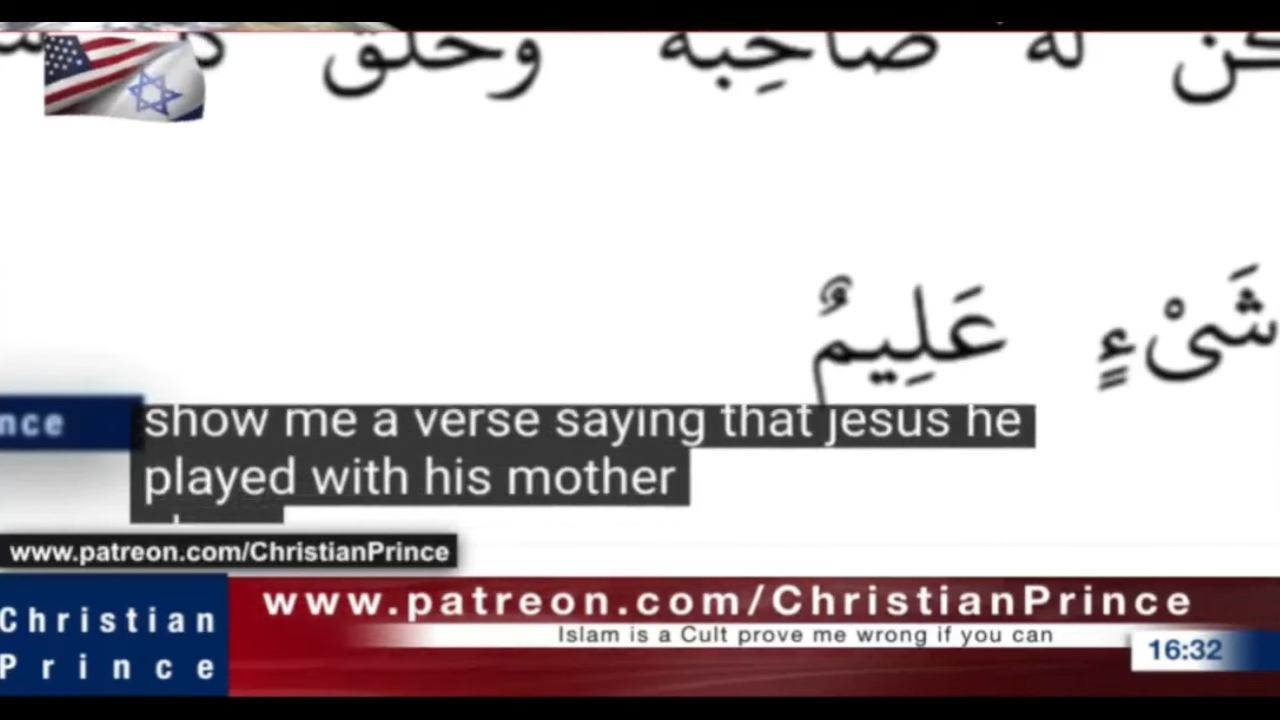 صاحبة وخلق
شَىْءٍ عَلِيمٌ
nce
show me a verse saying that jesus he
played with his mother
www.patreon.com/ChristianPrince
www.patreon.com/ChristianPrince
Christian
Prince
Islam is a Cult prove me wrong if you can
16:32